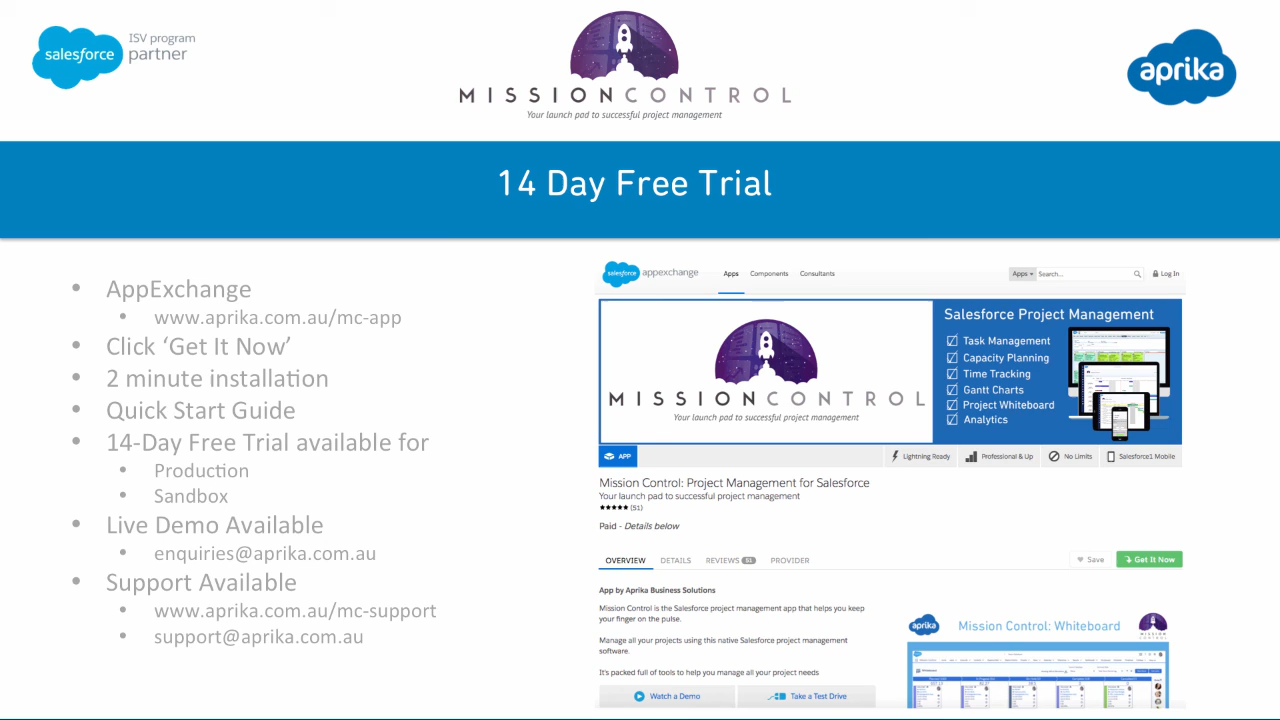 salesforce
ISV program
partner
MISSIONCONTROL
Your launch pad to successful project management
aprika
14 Day Free Trial
• AppExchange
• www.aprika.com.au/mc-app
• Click ‘Get It Now’
• 2 minute installation
• Quick Start Guide
• 14-Day Free Trial available for
• Production
• Sandbox
• Live Demo Available
• enquiries@aprika.com.au
• Support Available
• www.aprika.com.au/mc-support
• support@aprika.com.au
salesforce appexchange Apps Components Consultants Apps Search... Log In
MISSIONCONTROL
Your launch pad to successful project management
Salesforce Project Management
Task Management
Capacity Planning
Time Tracking
Gantt Charts
Project Whiteboard
Analytics
APP Lightning Ready Professional & Up No Limits Salesforce1 Mobile
Mission Control: Project Management for Salesforce
Your launch pad to successful project management
★★★★★ (51)
Paid - Details below
OVERVIEW DETAILS REVIEWS 51 PROVIDER Save Get It Now
App by Aprika Business Solutions
Mission Control is the Salesforce project management app that helps you keep
your finger on the pulse.
Manage all your projects using this native Salesforce project management
software.
It's packed full of tools to help you manage all your project needs
Watch a Demo Take a Test Drive
aprika Mission Control: Whiteboard MISSION CONTROL